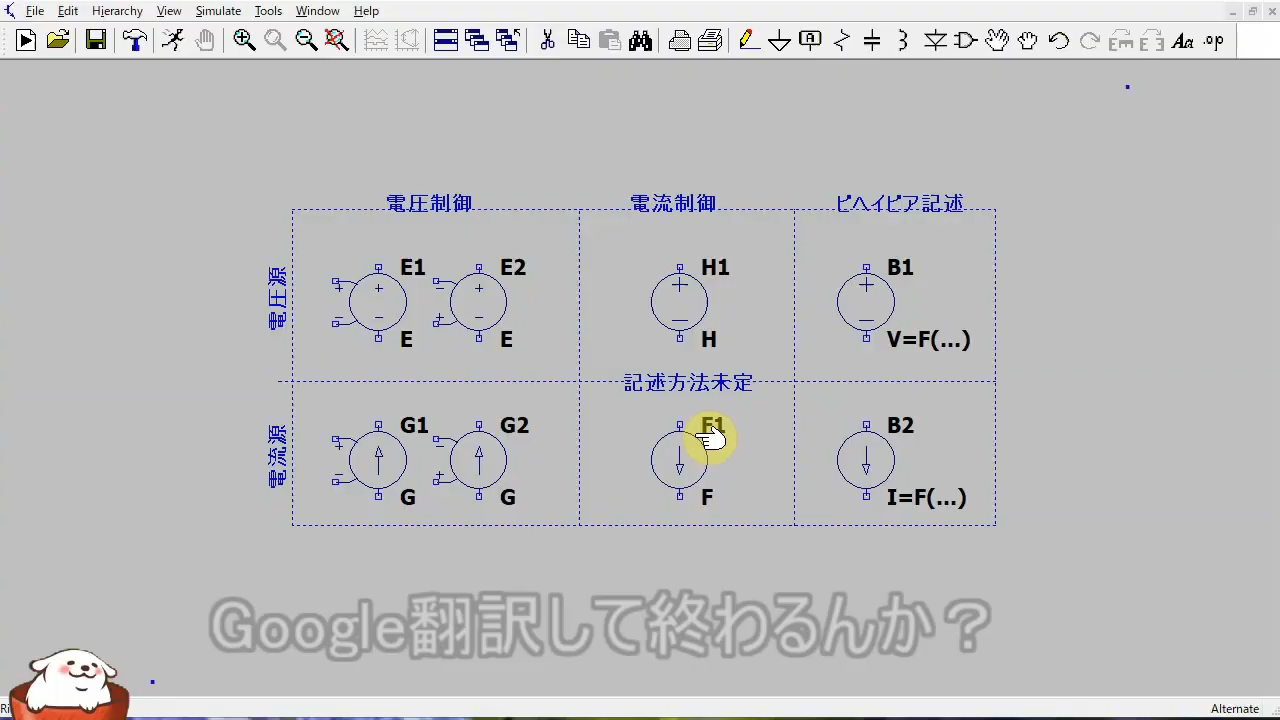 File Edit Hierarchy View Simulate Tools Window Help
A Aa .op
電圧制御 電流制御 ビヘイビア記述
電圧源
E1 E2 H1 B1
+ + - + + +
- - + - - -
E E H V=F(...)
記述方法未定
電流源
G1 G2 F1 B2
+ -
- +
G G F I=F(...)
Google翻訳して終わるんか？
Alternate